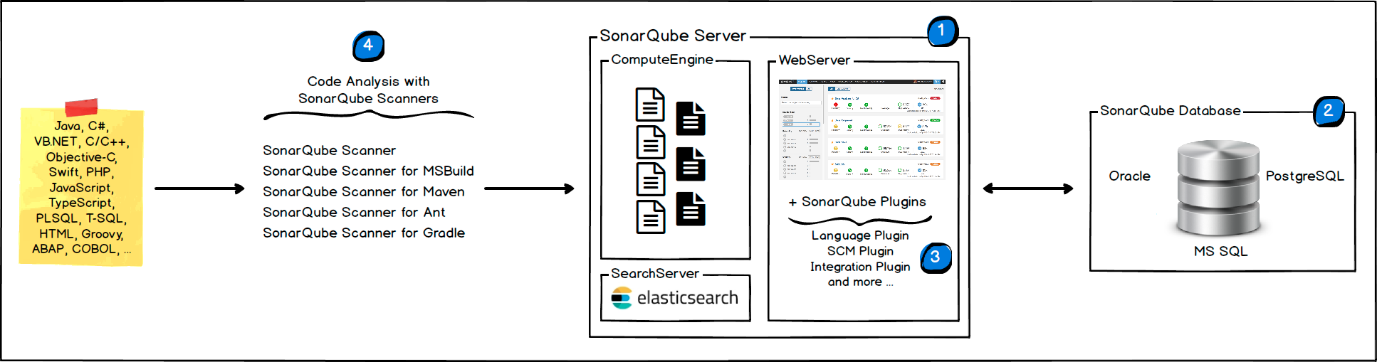 Java, C#,
VB.NET, C/C++,
Objective-C,
Swift, PHP,
JavaScript,
TypeScript,
PLSQL, T-SQL,
HTML, Groovy,
ABAP, COBOL, ...
4
Code Analysis with
SonarQube Scanners
SonarQube Scanner
SonarQube Scanner for MSBuild
SonarQube Scanner for Maven
SonarQube Scanner for Ant
SonarQube Scanner for Gradle
SonarQube Server
1
ComputeEngine
SearchServer
elasticsearch
WebServer
+ SonarQube Plugins
Language Plugin
SCM Plugin
Integration Plugin
and more ...
3
SonarQube Database
2
Oracle
PostgreSQL
MS SQL